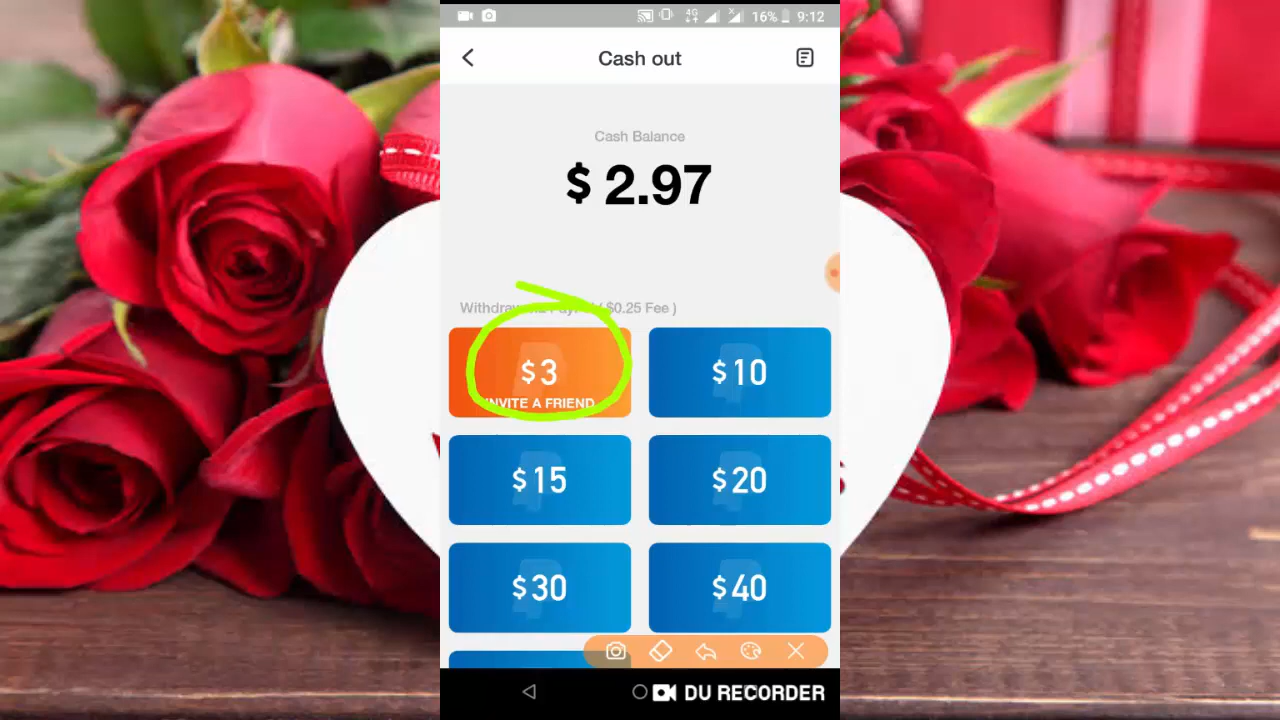 4G 16% 9:12
Cash out
Cash Balance
$ 2.97
$0.25 Fee )
$3
INVITE A FRIEND
$10
$15
$20
$30
$40
DU RECORDER